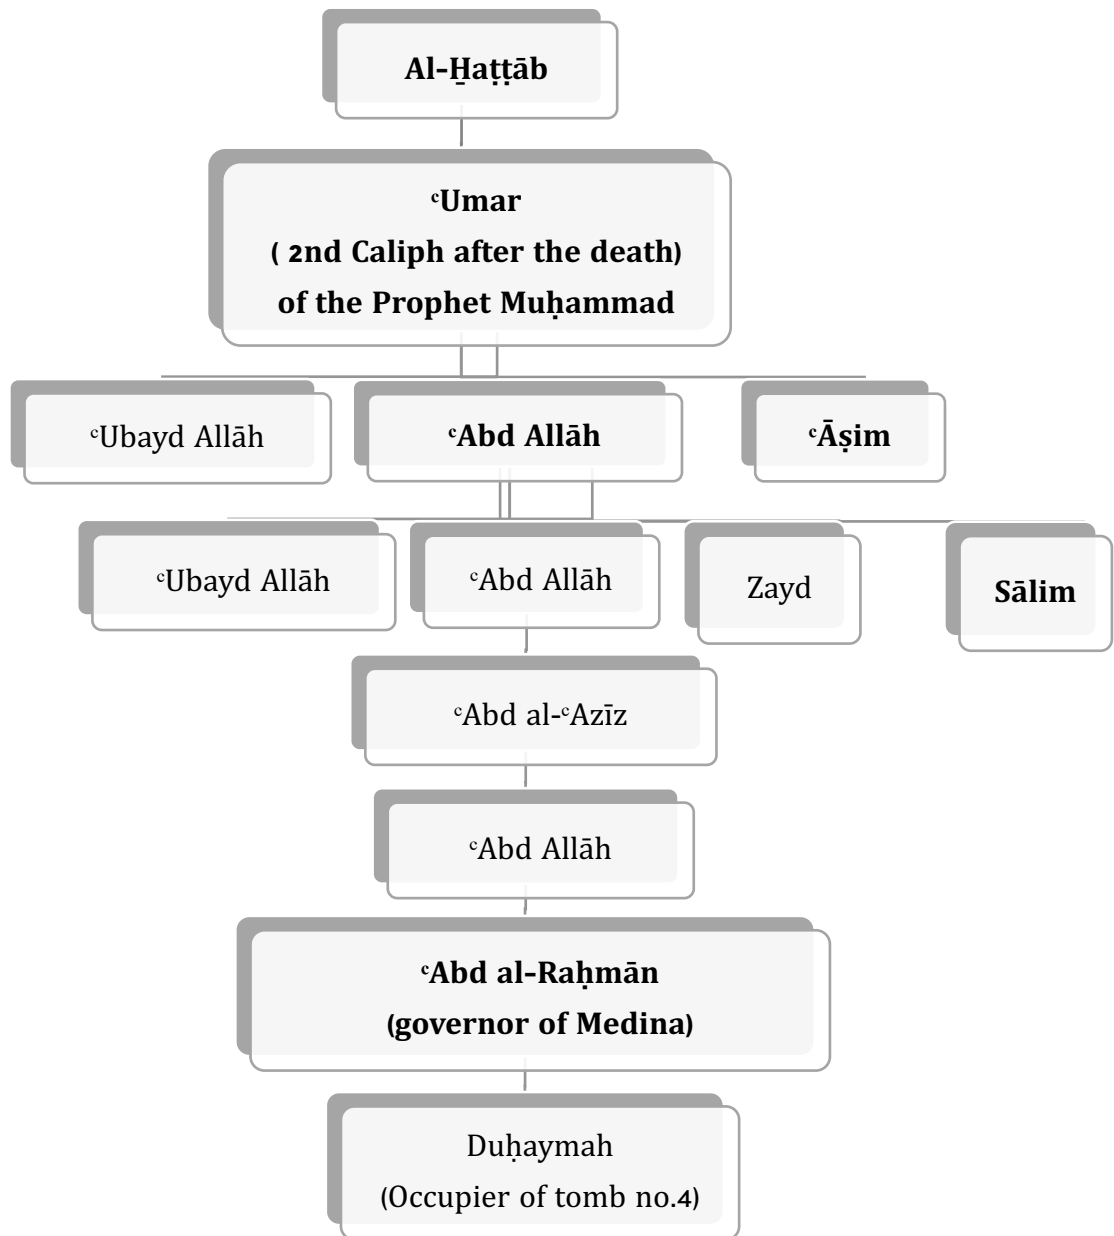 Al-H̱aṭṭāb
ᶜUmar
( 2nd Caliph after the death)
of the Prophet Muḥammad
ᶜUbayd Allāh
ᶜAbd Allāh
ᶜĀṣim
ᶜUbayd Allāh
ᶜAbd Allāh
Zayd
Sālim
ᶜAbd al-ᶜAzīz
ᶜAbd Allāh
ᶜAbd al-Raḥmān
(governor of Medina)
Duḥaymah
(Occupier of tomb no.4)